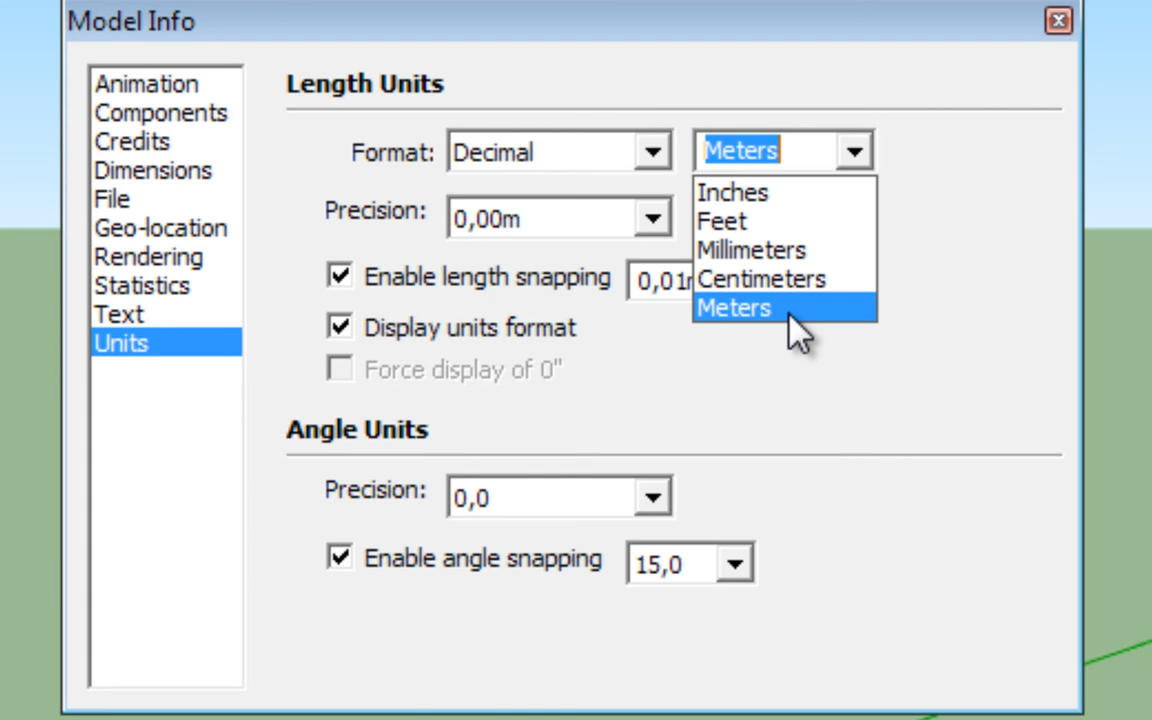 Model Info
Animation
Components
Credits
Dimensions
File
Geo-location
Rendering
Statistics
Text
Units
Length Units
Format: Decimal Meters
Inches
Feet
Millimeters
Centimeters
Meters
Precision: 0,00m
Enable length snapping 0,01
Display units format
Force display of 0"
Angle Units
Precision: 0,0
Enable angle snapping 15,0